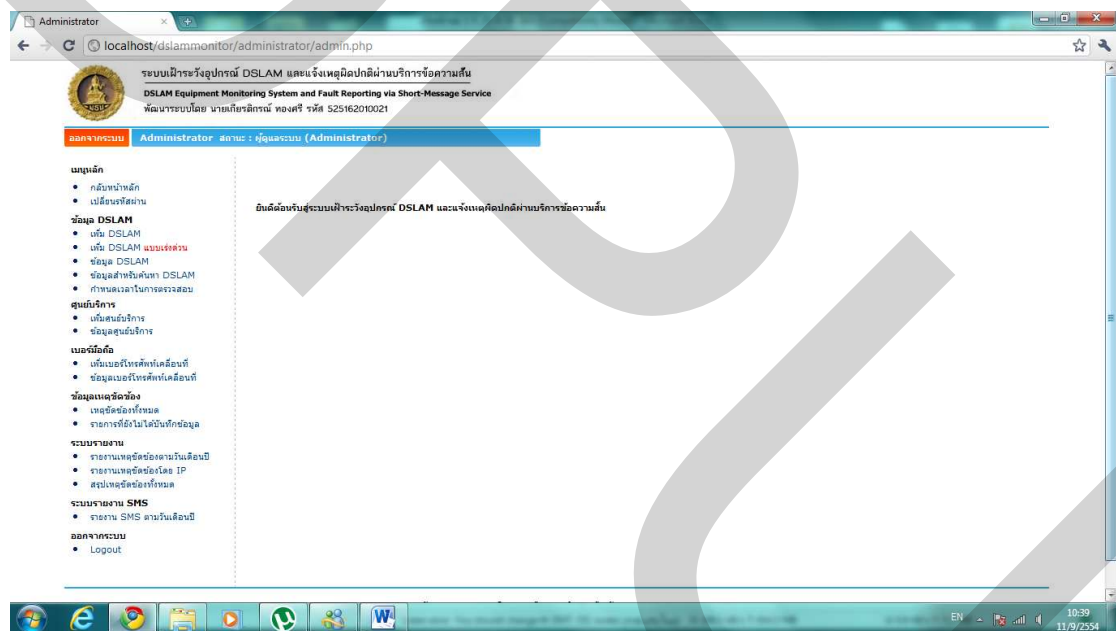 Administrator
localhost/dslammonitor/administrator/admin.php
ระบบเฝ้าระวังอุปกรณ์ DSLAM และแจ้งเหตุผิดปกติผ่านบริการข้อความสั้น
DSLAM Equipment Monitoring System and Fault Reporting via Short-Message Service
พัฒนาระบบโดย นายเกียรติกรณ์ ทองศรี รหัส 525162010021
ออกจากระบบ Administrator สถานะ : ผู้ดูแลระบบ (Administrator)
เมนูหลัก
กลับหน้าหลัก
เปลี่ยนรหัสผ่าน
ยินดีต้อนรับสู่ระบบเฝ้าระวังอุปกรณ์ DSLAM และแจ้งเหตุผิดปกติผ่านบริการข้อความสั้น
ข้อมูล DSLAM
เพิ่ม DSLAM
เพิ่ม DSLAM แบบเร่งด่วน
ข้อมูล DSLAM
ข้อมูลสำหรับค้นหา DSLAM
กำหนดเวลาในการตรวจสอบ
ศูนย์บริการ
เพิ่มศูนย์บริการ
ข้อมูลศูนย์บริการ
เบอร์มือถือ
เพิ่มเบอร์โทรศัพท์เคลื่อนที่
ข้อมูลเบอร์โทรศัพท์เคลื่อนที่
ข้อมูลเหตุขัดข้อง
เหตุขัดข้องทั้งหมด
รายการที่ยังไม่ได้บันทึกข้อมูล
ระบบรายงาน
รายงานเหตุขัดข้องตามวันเดือนปี
รายงานเหตุขัดข้องโดย IP
สรุปเหตุขัดข้องทั้งหมด
ระบบรายงาน SMS
รายงาน SMS ตามวันเดือนปี
ออกจากระบบ
Logout
EN
10:39
11/9/2554